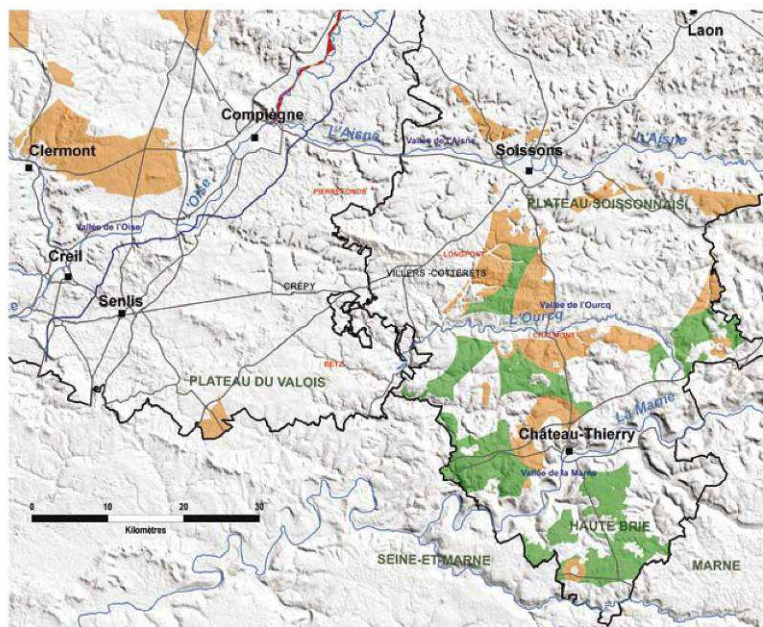 Laon
Compiègne
L'Aisne
Vallée de l'Aisne
Soissons
L'Aisne
Clermont
l'Oise
PIERREFONDS
PLATEAU SOISSONNAIS
Vallée de l'Oise
Creil
LONGPONT
VILLERS -COTTERETS
CRÉPY
Senlis
Vallée de l'Ourcq
L'Ourcq
BETZ
PLATEAU DU VALOIS
La Marne
Château-Thierry
Vallée de la Marne
0 10 20 30
Kilomètres
HAUTE BRIE
SEINE-ET-MARNE
MARNE